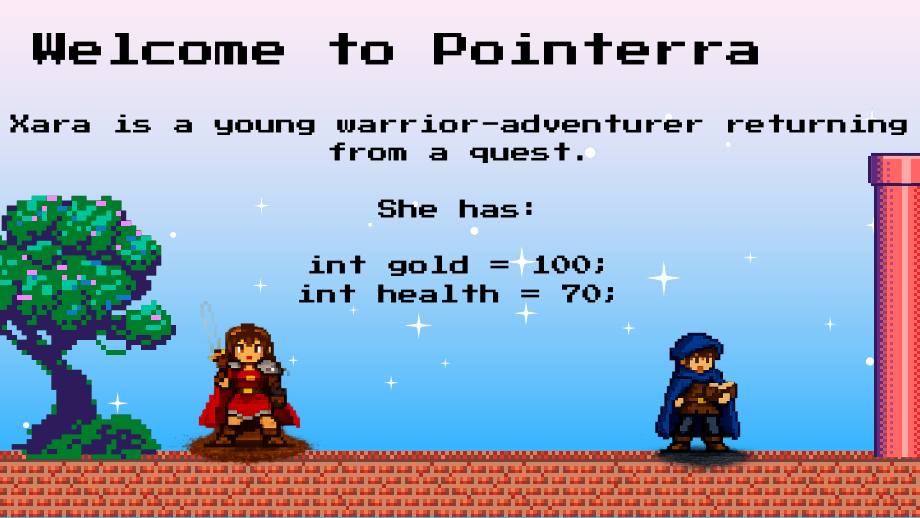 Welcome to Pointerra
Xara is a young warrior-adventurer returning
from a quest.
She has:
int gold = 100;
int health = 70;